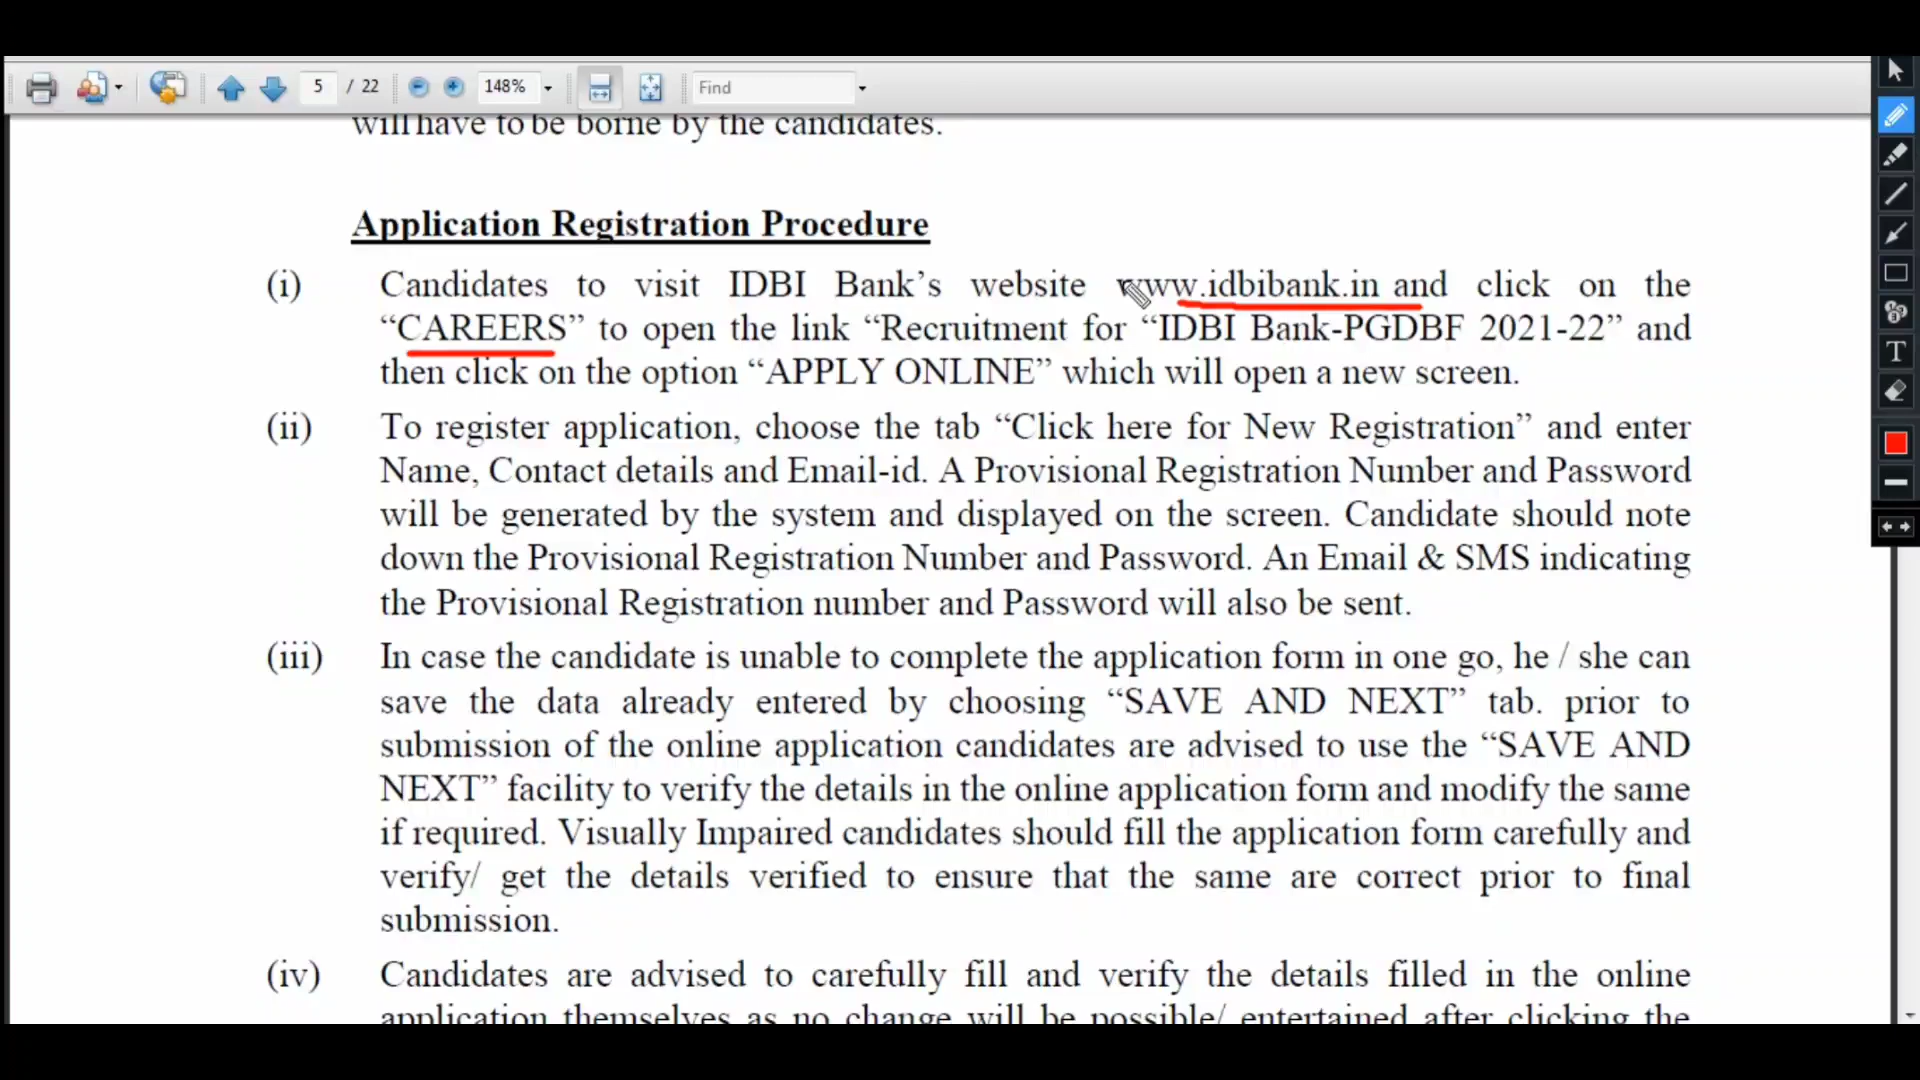 5 / 22 148% Find
will have to be borne by the candidates.
Application Registration Procedure
(i) Candidates to visit IDBI Bank’s website www.idbibank.in and click on the
“CAREERS” to open the link “Recruitment for “IDBI Bank-PGDBF 2021-22” and
then click on the option “APPLY ONLINE” which will open a new screen.
(ii) To register application, choose the tab “Click here for New Registration” and enter
Name, Contact details and Email-id. A Provisional Registration Number and Password
will be generated by the system and displayed on the screen. Candidate should note
down the Provisional Registration Number and Password. An Email & SMS indicating
the Provisional Registration number and Password will also be sent.
(iii) In case the candidate is unable to complete the application form in one go, he / she can
save the data already entered by choosing “SAVE AND NEXT” tab. prior to
submission of the online application candidates are advised to use the “SAVE AND
NEXT” facility to verify the details in the online application form and modify the same
if required. Visually Impaired candidates should fill the application form carefully and
verify/ get the details verified to ensure that the same are correct prior to final
submission.
(iv) Candidates are advised to carefully fill and verify the details filled in the online
application themselves as no change will be possible/ entertained after clicking the